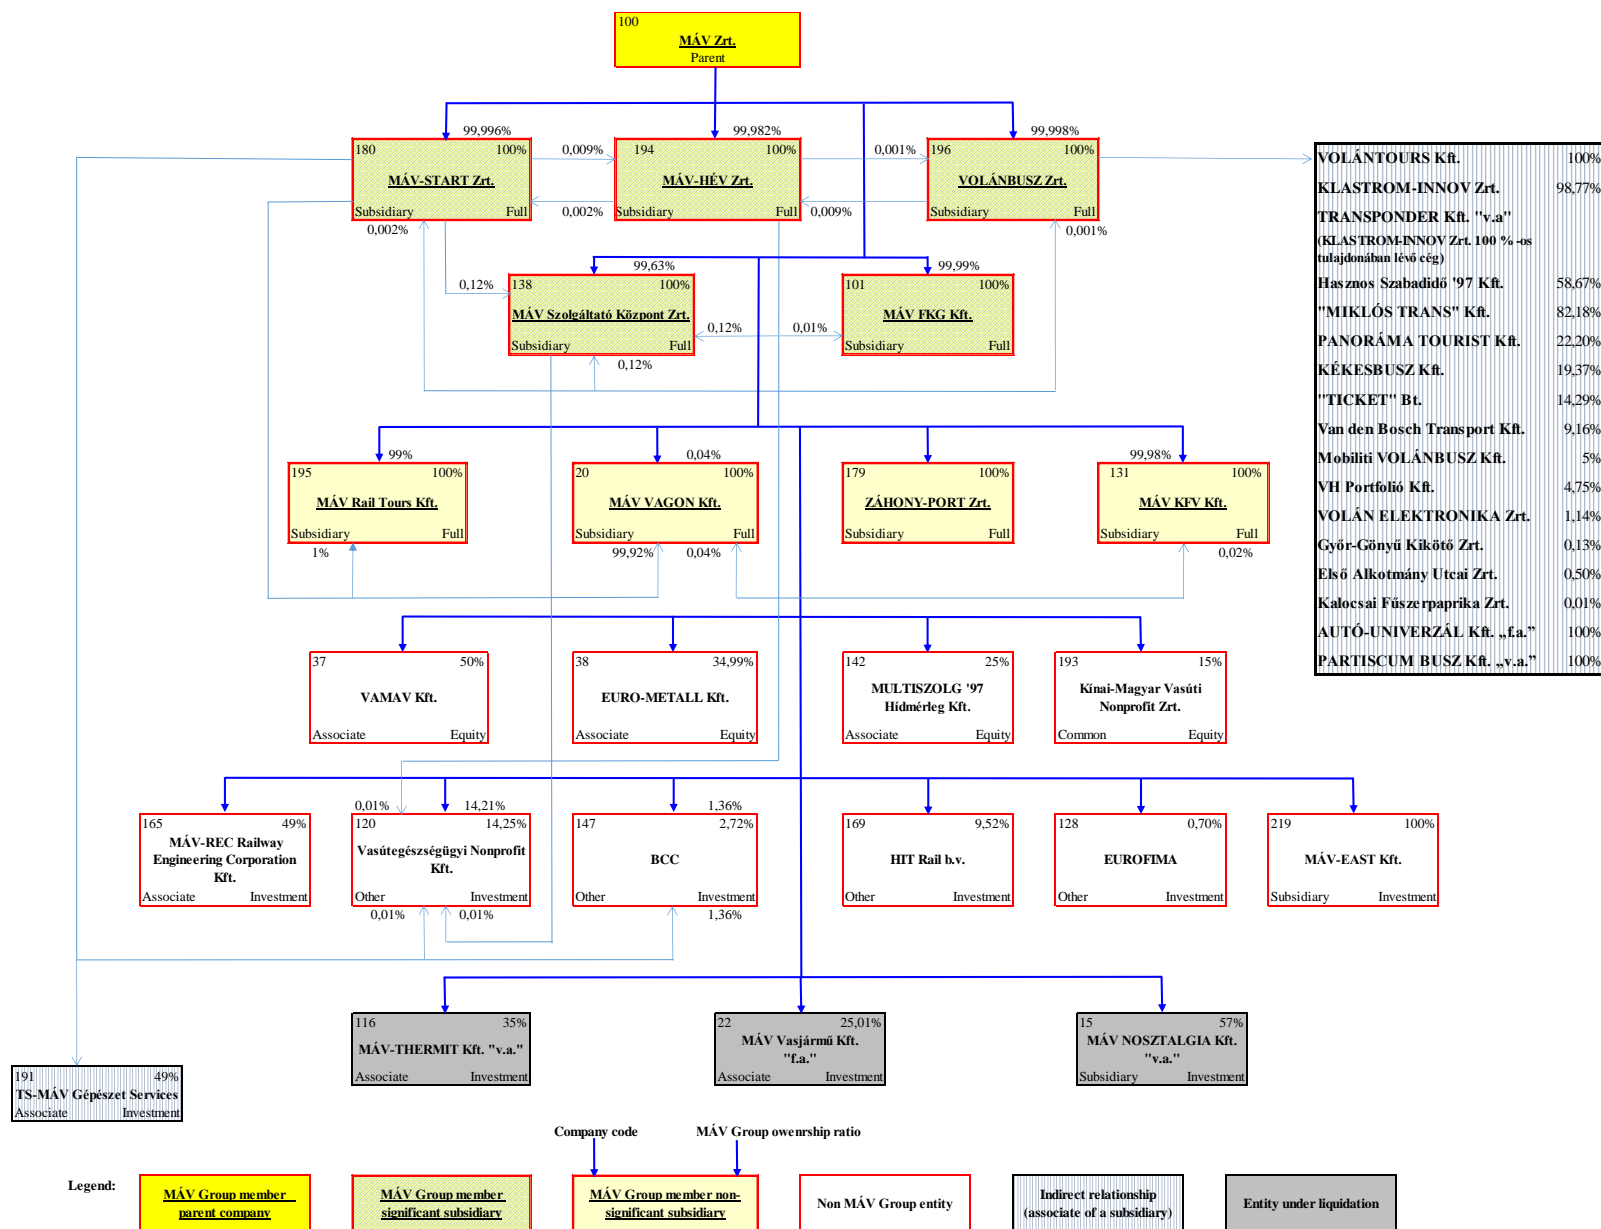 100
MÁV Zrt.
Parent
99,996%
99,982%
99,998%
180 100%
MÁV-START Zrt.
Subsidiary Full
0,009%
0,002%
194 100%
MÁV-HÉV Zrt.
Subsidiary Full
0,001%
0,009%
196 100%
VOLÁNBUSZ Zrt.
Subsidiary Full
0,002%
0,001%
VOLÁNTOURS Kft. 100%
KLASTROM-INNOV Zrt. 98,77%
TRANSPONDER Kft. "v.a"
(KLASTROM-INNOV Zrt. 100 % -os
tulajdonában lévő cég)
Hasznos Szabadidő '97 Kft. 58,67%
"MIKLÓS TRANS" Kft. 82,18%
PANORÁMA TOURIST Kft. 22,20%
KÉKESBUSZ Kft. 19,37%
"TICKET" Bt. 14,29%
Van den Bosch Transport Kft. 9,16%
Mobiliti VOLÁNBUSZ Kft. 5%
VH Portfolió Kft. 4,75%
VOLÁN ELEKTRONIKA Zrt. 1,14%
Győr-Gönyű Kikötő Zrt. 0,13%
Első Alkotmány Utcai Zrt. 0,50%
Kalocsai Fűszerpaprika Zrt. 0,01%
AUTÓ-UNIVERZÁL Kft. „f.a.” 100%
PARTISCUM BUSZ Kft. „v.a.” 100%
99,63%
99,99%
0,12%
138 100%
MÁV Szolgáltató Központ Zrt.
Subsidiary Full
0,12%
0,12%
0,01%
101 100%
MÁV FKG Kft.
Subsidiary Full
99%
0,04%
99,98%
195 100%
MÁV Rail Tours Kft.
Subsidiary Full
1%
20 100%
MÁV VAGON Kft.
Subsidiary Full
99,92%
0,04%
179 100%
ZÁHONY-PORT Zrt.
Subsidiary Full
131 100%
MÁV KFV Kft.
Subsidiary Full
0,02%
37 50%
VAMAV Kft.
Associate Equity
38 34,99%
EURO-METALL Kft.
Associate Equity
142 25%
MULTISZOLG '97
Hídmérleg Kft.
Associate Equity
193 15%
Kínai-Magyar Vasúti
Nonprofit Zrt.
Common Equity
0,01%
14,21%
1,36%
165 49%
MÁV-REC Railway
Engineering Corporation
Kft.
Associate Investment
120 14,25%
Vasútegészségügyi Nonprofit
Kft.
Other Investment
0,01%
0,01%
147 2,72%
BCC
Other Investment
1,36%
169 9,52%
HIT Rail b.v.
Other Investment
128 0,70%
EUROFIMA
Other Investment
219 100%
MÁV-EAST Kft.
Subsidiary Investment
116 35%
MÁV-THERMIT Kft. "v.a."
Associate Investment
22 25,01%
MÁV Vasjármű Kft.
"f.a."
Associate Investment
15 57%
MÁV NOSZTALGIA Kft.
"v.a."
Subsidiary Investment
191 49%
TS-MÁV Gépészet Services
Associate Investment
Company code
MÁV Group owenrship ratio
Legend:
MÁV Group member
parent company
MÁV Group member
significant subsidiary
MÁV Group member non-
significant subsidiary
Non MÁV Group entity
Indirect relationship
(associate of a subsidiary)
Entity under liquidation